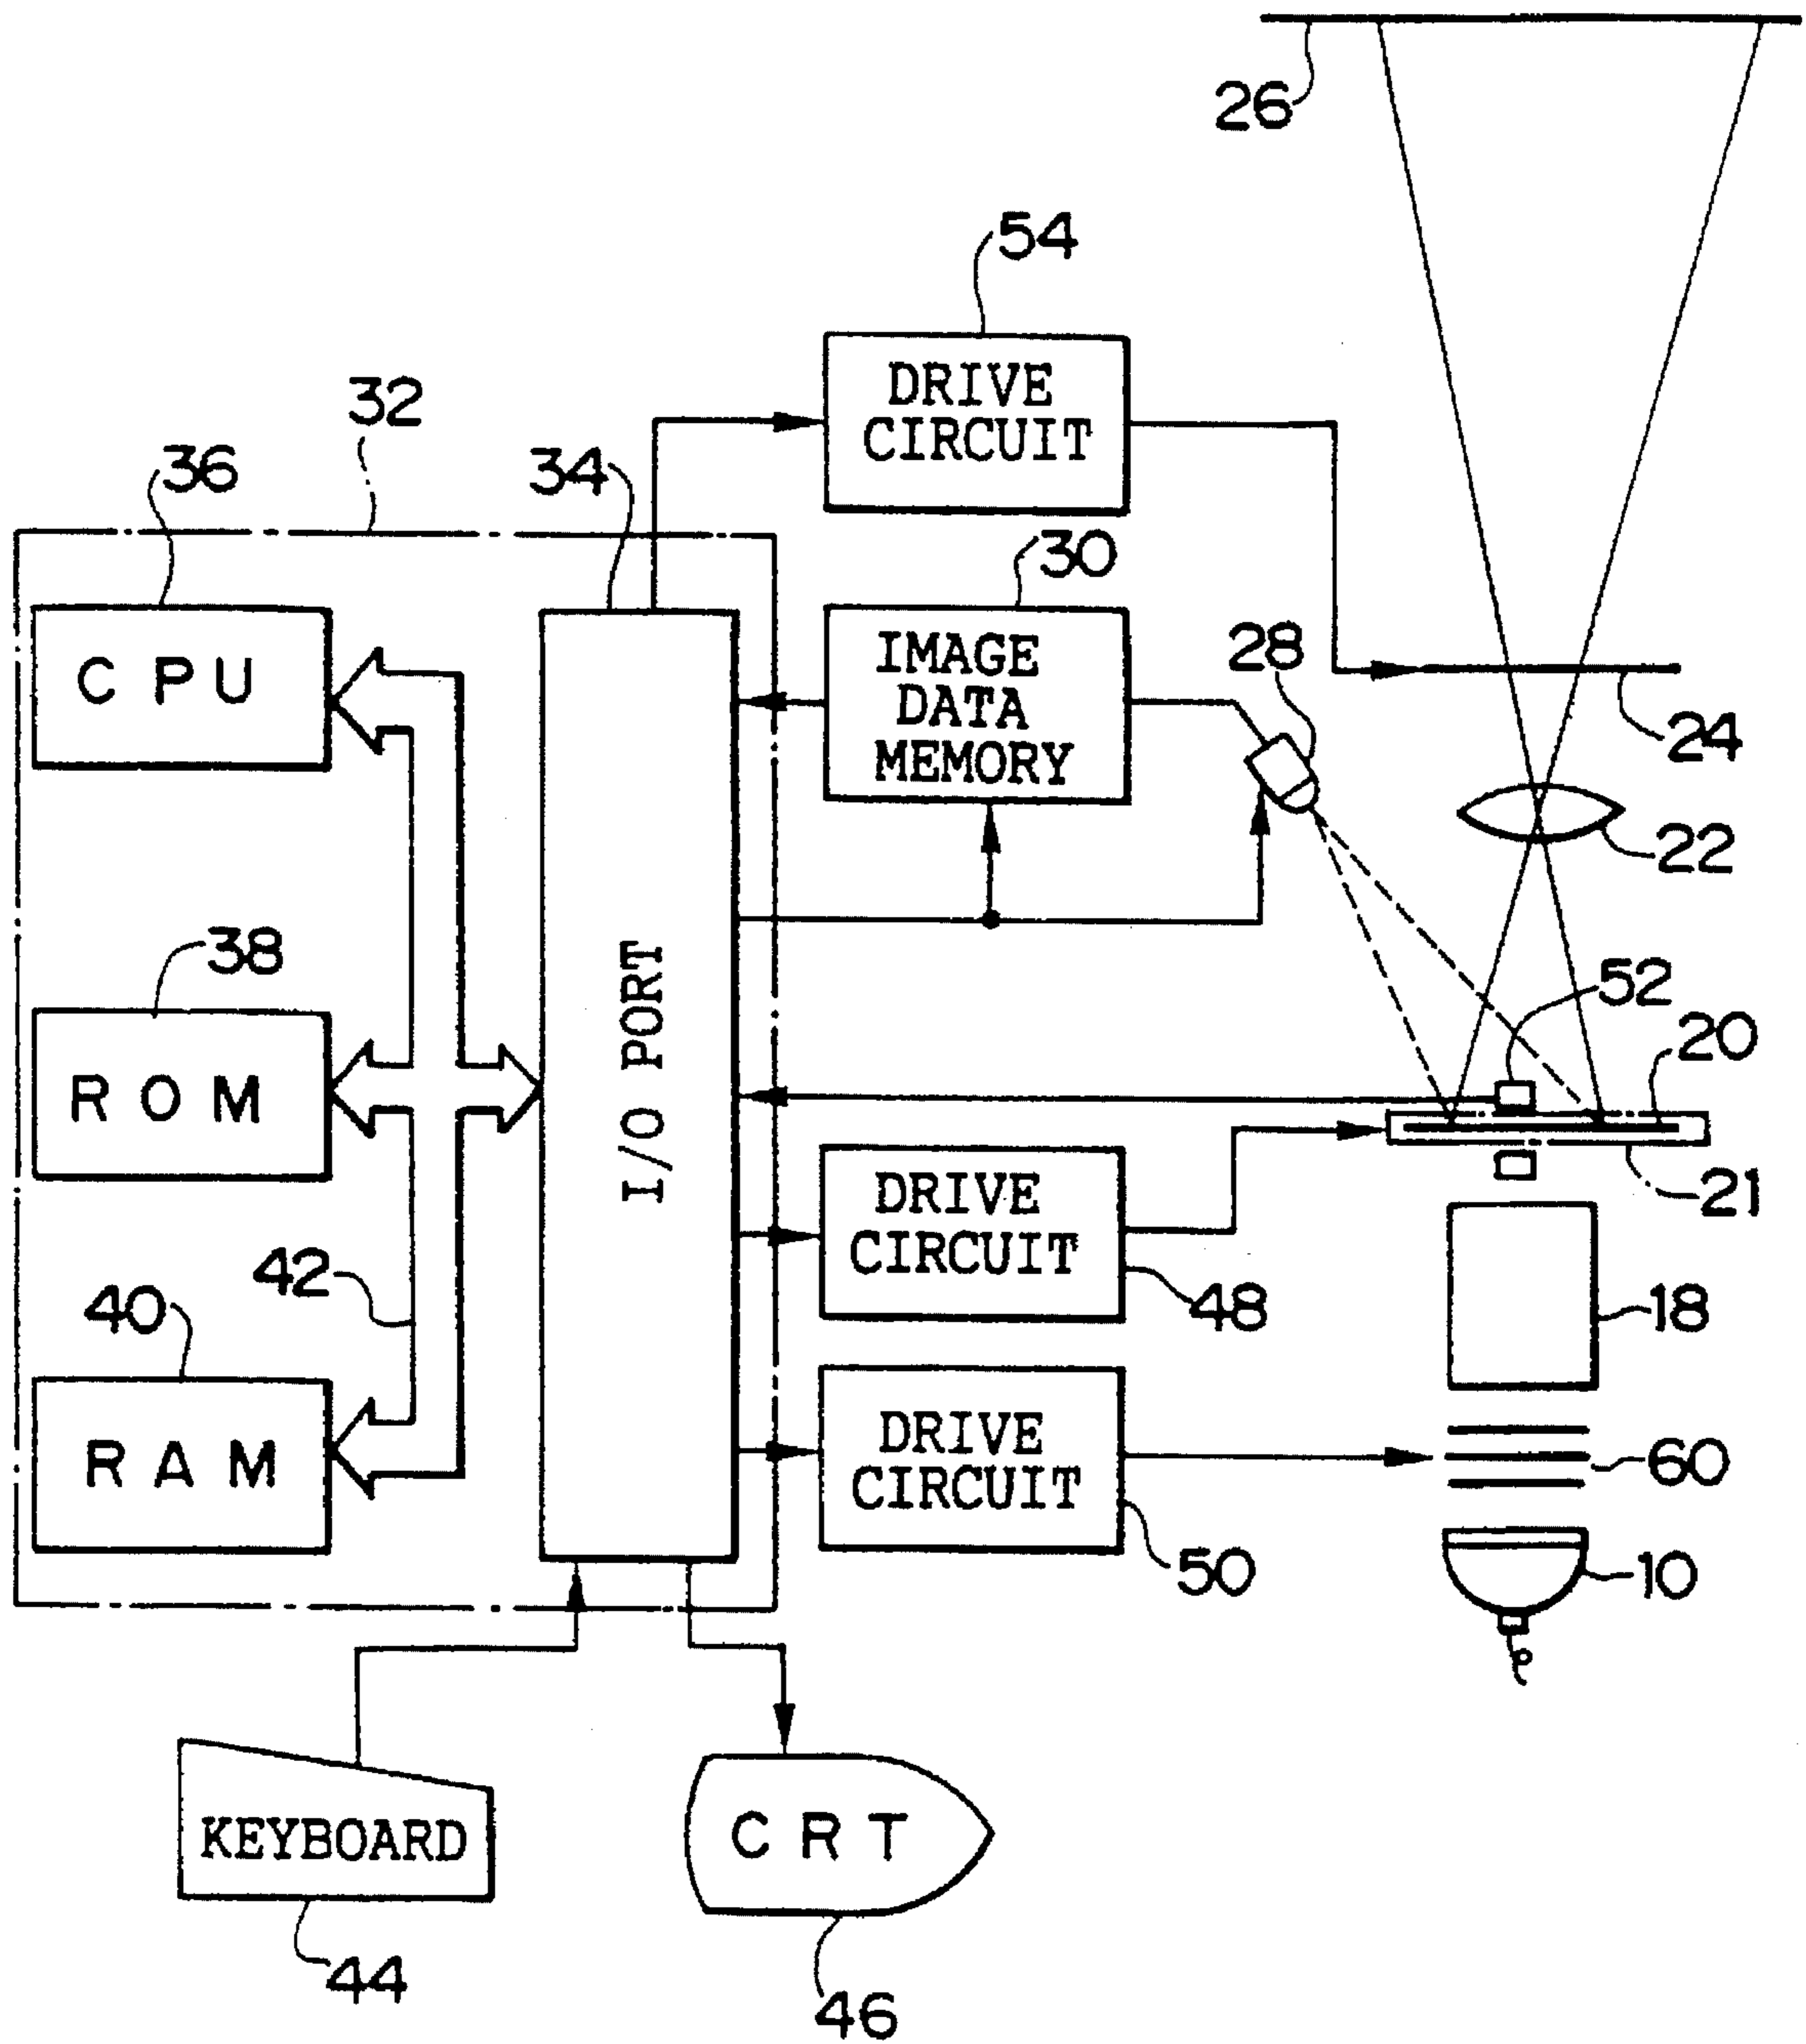 26
54
DRIVE
CIRCUIT
32
36
34
30
C P U
IMAGE
DATA
MEMORY
28
24
22
38
52
20
R O M
I/O PORT
21
DRIVE
CIRCUIT
48
42
18
40
R A M
DRIVE
CIRCUIT
60
50
10
KEYBOARD
C R T
44
46